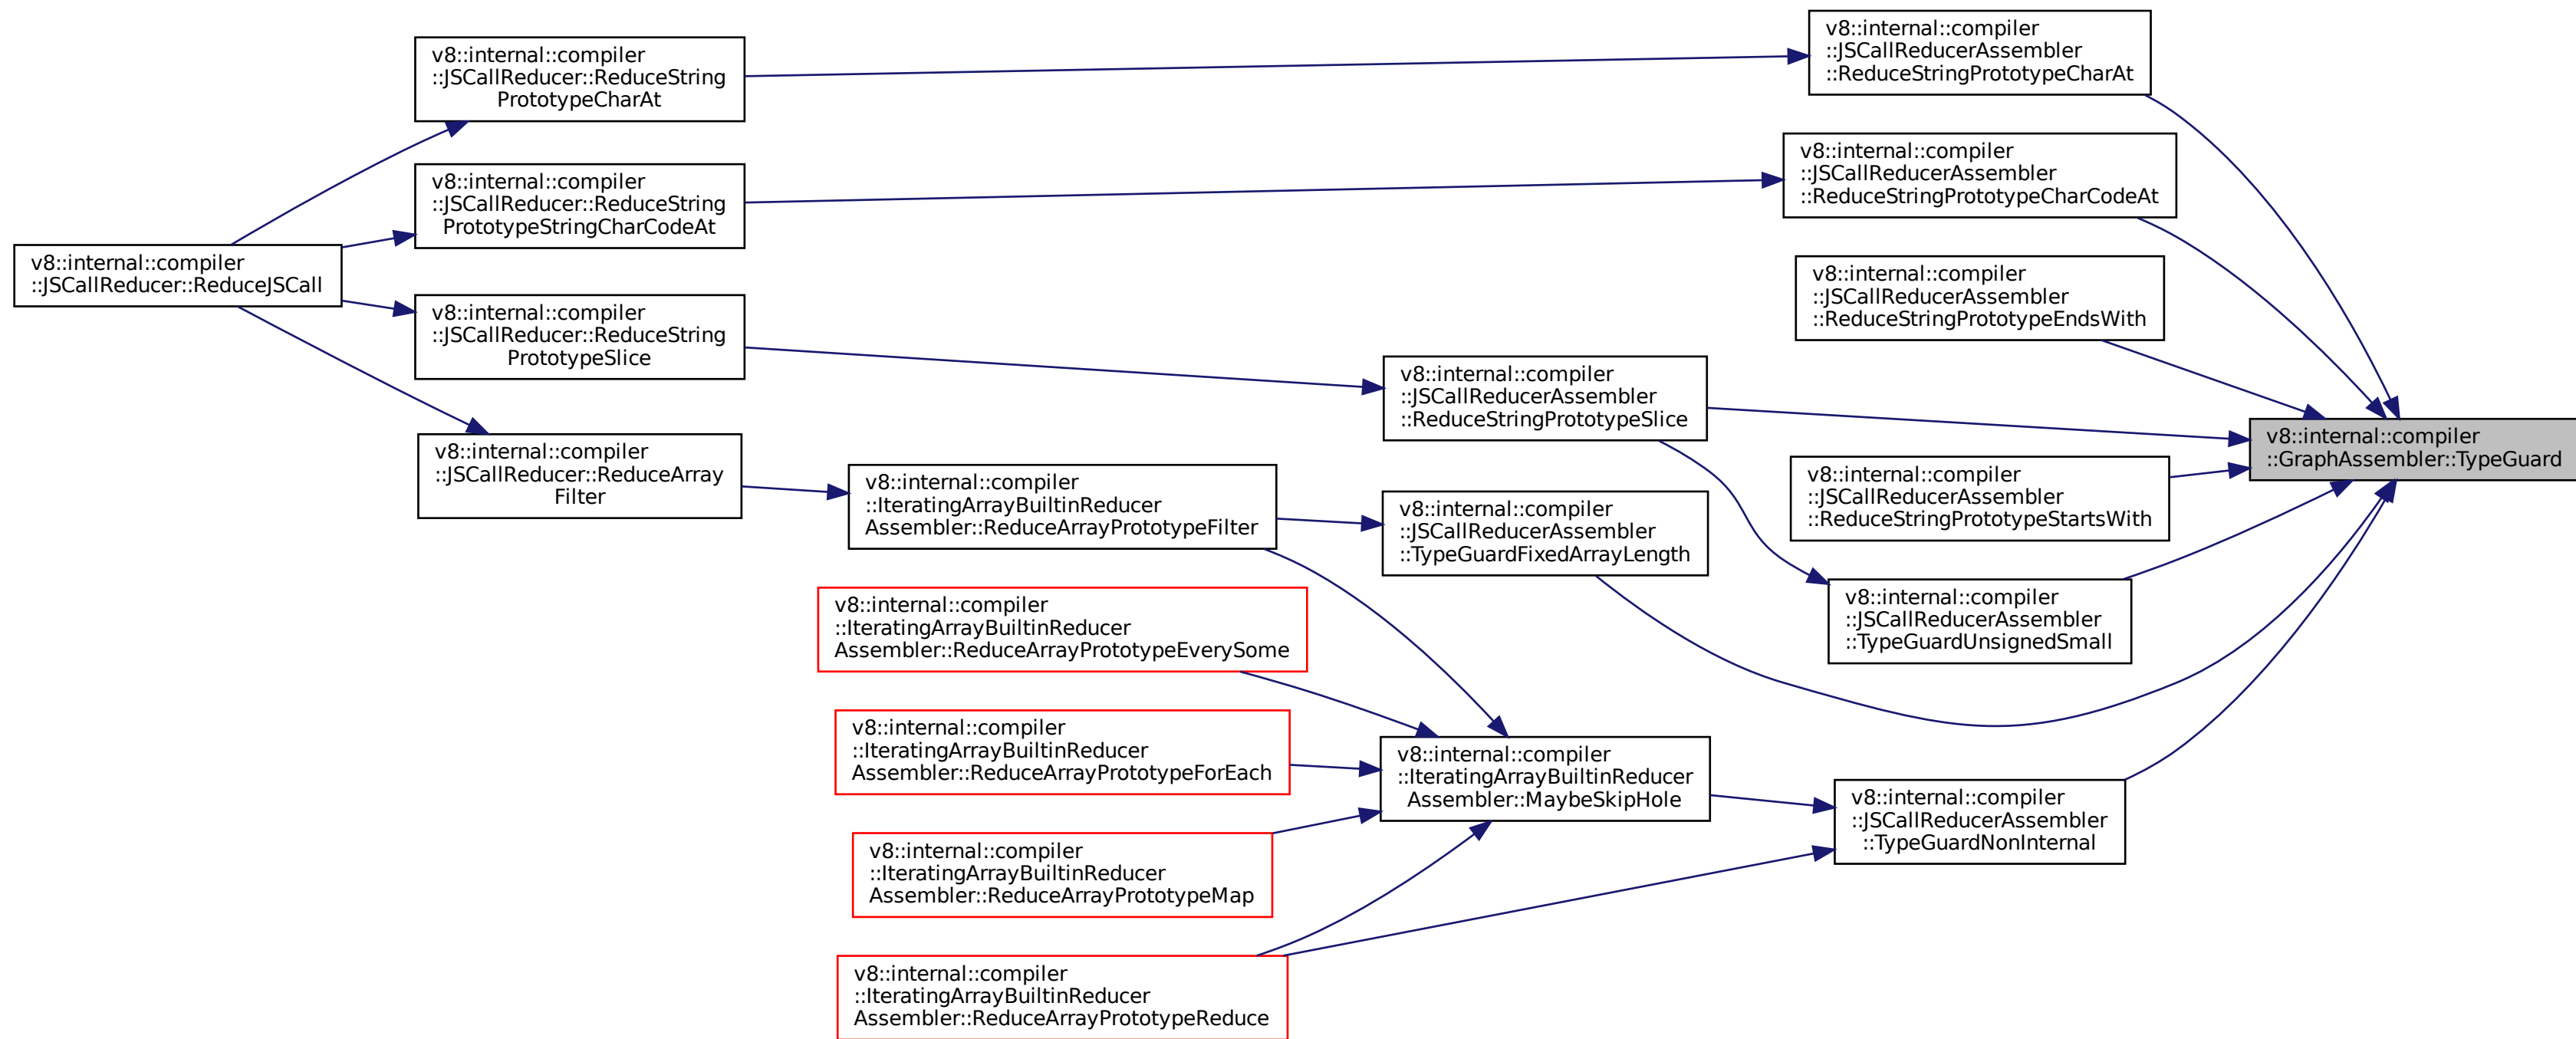 v8::internal::compiler
::JSCallReducer::ReduceJSCall
v8::internal::compiler
::JSCallReducer::ReduceString
PrototypeCharAt
v8::internal::compiler
::JSCallReducer::ReduceString
PrototypeStringCharCodeAt
v8::internal::compiler
::JSCallReducer::ReduceString
PrototypeSlice
v8::internal::compiler
::JSCallReducer::ReduceArray
Filter
v8::internal::compiler
::IteratingArrayBuiltinReducer
Assembler::ReduceArrayPrototypeFilter
v8::internal::compiler
::IteratingArrayBuiltinReducer
Assembler::ReduceArrayPrototypeEverySome
v8::internal::compiler
::IteratingArrayBuiltinReducer
Assembler::ReduceArrayPrototypeForEach
v8::internal::compiler
::IteratingArrayBuiltinReducer
Assembler::ReduceArrayPrototypeMap
v8::internal::compiler
::IteratingArrayBuiltinReducer
Assembler::ReduceArrayPrototypeReduce
v8::internal::compiler
::JSCallReducerAssembler
::ReduceStringPrototypeSlice
v8::internal::compiler
::JSCallReducerAssembler
::TypeGuardFixedArrayLength
v8::internal::compiler
::IteratingArrayBuiltinReducer
Assembler::MaybeSkipHole
v8::internal::compiler
::JSCallReducerAssembler
::ReduceStringPrototypeCharAt
v8::internal::compiler
::JSCallReducerAssembler
::ReduceStringPrototypeCharCodeAt
v8::internal::compiler
::JSCallReducerAssembler
::ReduceStringPrototypeEndsWith
v8::internal::compiler
::JSCallReducerAssembler
::ReduceStringPrototypeStartsWith
v8::internal::compiler
::JSCallReducerAssembler
::TypeGuardUnsignedSmall
v8::internal::compiler
::JSCallReducerAssembler
::TypeGuardNonInternal
v8::internal::compiler
::GraphAssembler::TypeGuard